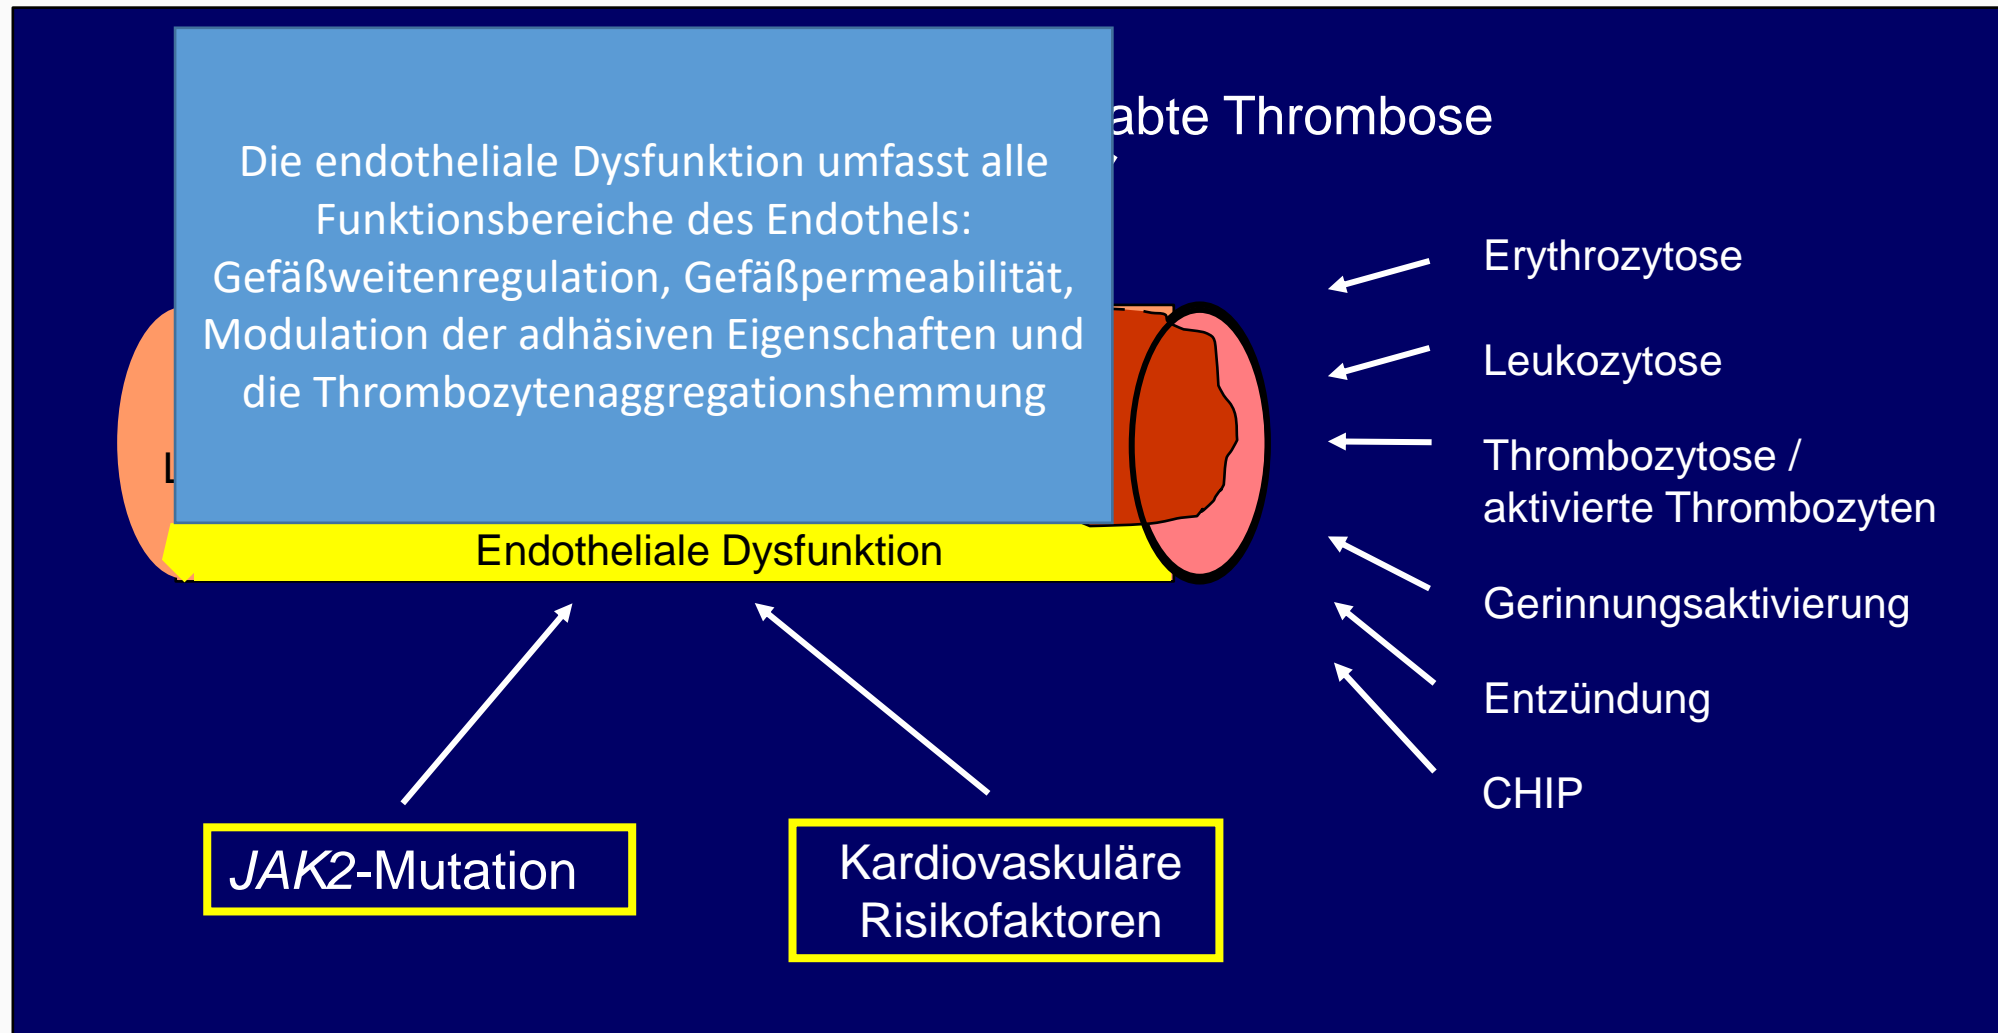 Die endotheliale Dysfunktion umfasst alle
Funktionsbereiche des Endothels:
Gefäßweitenregulation, Gefäßpermeabilität,
Modulation der adhäsiven Eigenschaften und
die Thrombozytenaggregationshemmung
Thrombose
Erythrozytose
Leukozytose
Thrombozytose /
aktivierte Thrombozyten
Gerinnungsaktivierung
Entzündung
CHIP
Endotheliale Dysfunktion
JAK2-Mutation
Kardiovaskuläre
Risikofaktoren